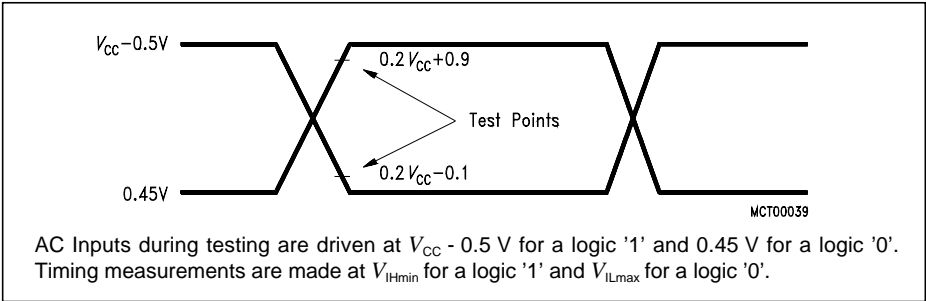 V_CC−0.5V
0.2 V_CC+0.9
Test Points
0.2 V_CC−0.1
0.45V
MCT00039
AC Inputs during testing are driven at V_CC - 0.5 V for a logic '1' and 0.45 V for a logic '0'.
Timing measurements are made at V_IHmin for a logic '1' and V_ILmax for a logic '0'.